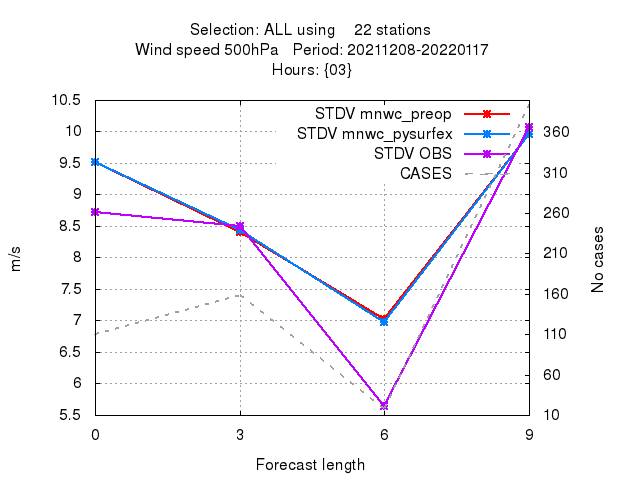 Selection: ALL using 22 stations
Wind speed 500hPa Period: 20211208-20220117
Hours: {03}
STDV mnwc_preop
STDV mnwc_pysurfex
STDV OBS
CASES
10.5
10
9.5
9
8.5
8
7.5
7
6.5
6
5.5
m/s
360
310
260
210
160
110
60
10
No cases
0 3 6 9
Forecast length